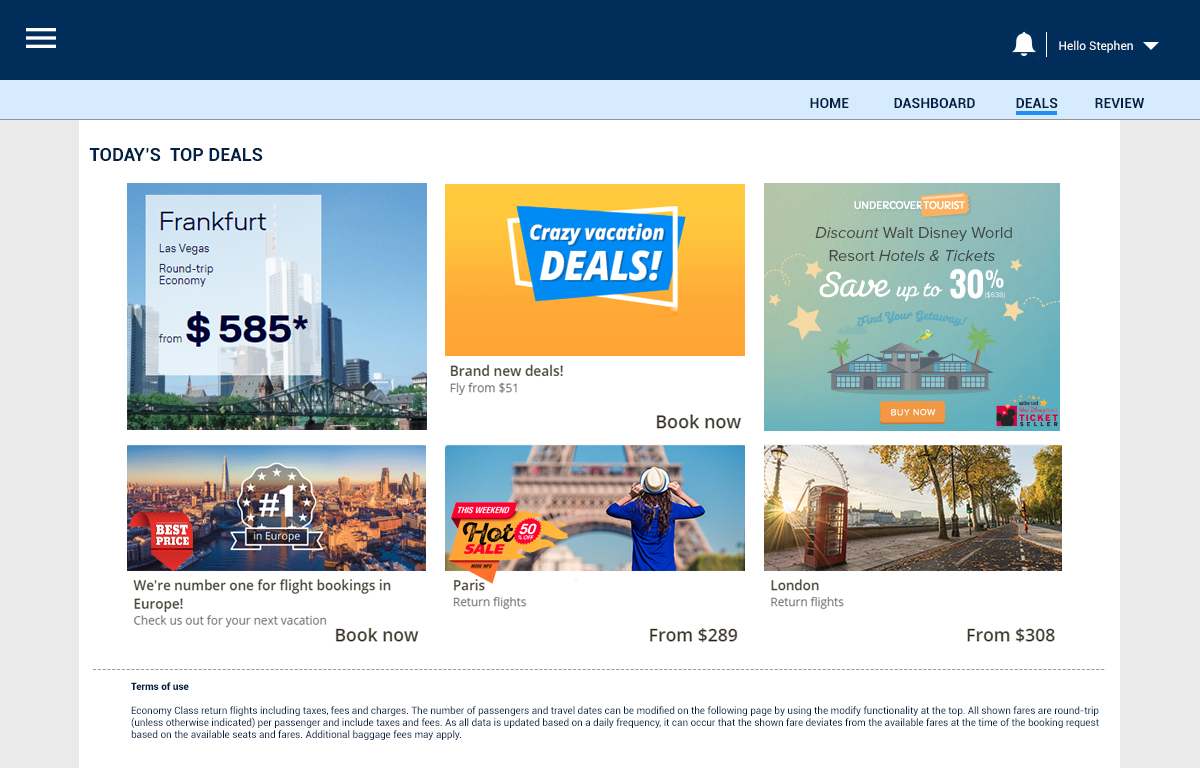 Hello Stephen
HOME DASHBOARD DEALS REVIEW
TODAY'S TOP DEALS
Frankfurt
Las Vegas
Round-trip
Economy
from $ 585*
Crazy vacation
DEALS!
Brand new deals!
Fly from $51
Book now
UNDERCOVER TOURIST
Discount Walt Disney World
Resort Hotels & Tickets
Save up to 30%
($638)
Find Your Getaway!
BUY NOW
TICKET
SELLER
BEST
PRICE
#1
in Europe
We're number one for flight bookings in
Europe!
Check us out for your next vacation
Book now
THIS WEEKEND
Hot
SALE
50
% OFF
MORE INFO
Paris
Return flights
From $289
London
Return flights
From $308
Terms of use
Economy Class return flights including taxes, fees and charges. The number of passengers and travel dates can be modified on the following page by using the modify functionality at the top. All shown fares are round-trip
(unless otherwise indicated) per passenger and include taxes and fees. As all data is updated based on a daily frequency, it can occur that the shown fare deviates from the available fares at the time of the booking request
based on the available seats and fares. Additional baggage fees may apply.